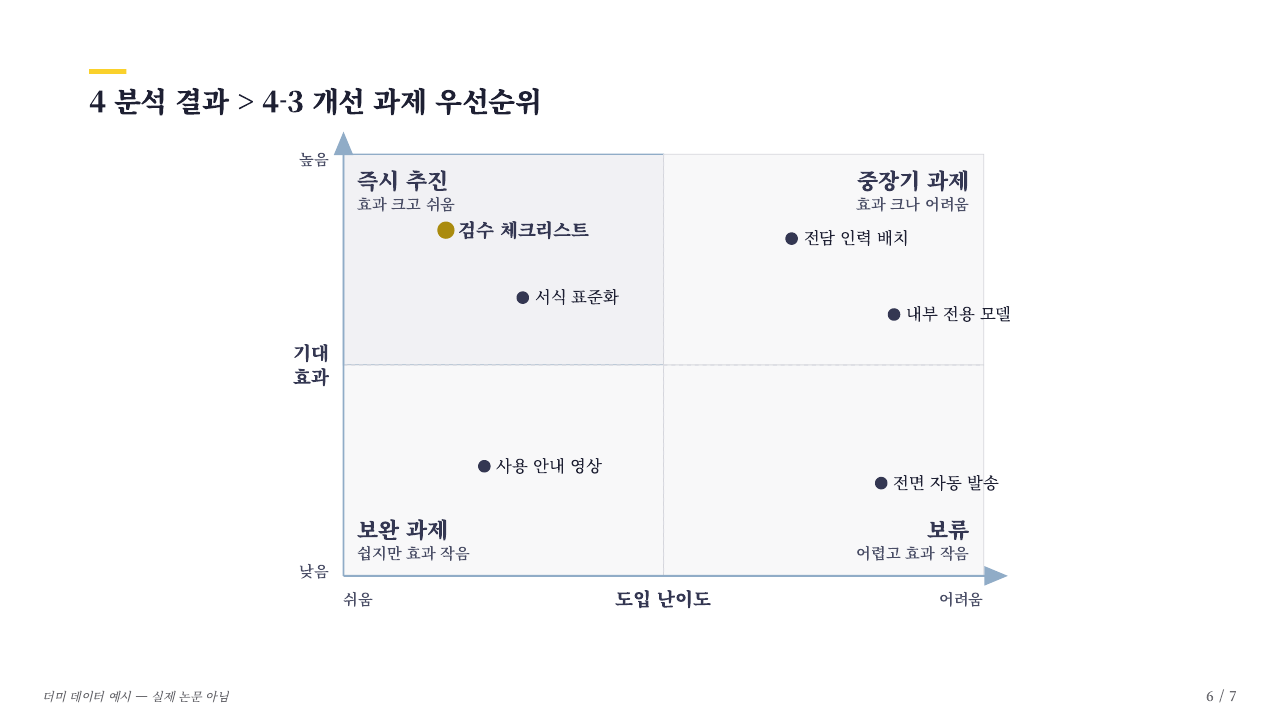 4 분석 결과 > 4-3 개선 과제 우선순위
높음
즉시 추진
효과 크고 쉬움
중장기 과제
효과 크나 어려움
검수 체크리스트
전담 인력 배치
서식 표준화
내부 전용 모델
기대
효과
사용 안내 영상
전면 자동 발송
보완 과제
쉽지만 효과 작음
보류
어렵고 효과 작음
낮음
쉬움
도입 난이도
어려움
더미 데이터 예시 — 실제 논문 아님
6 / 7